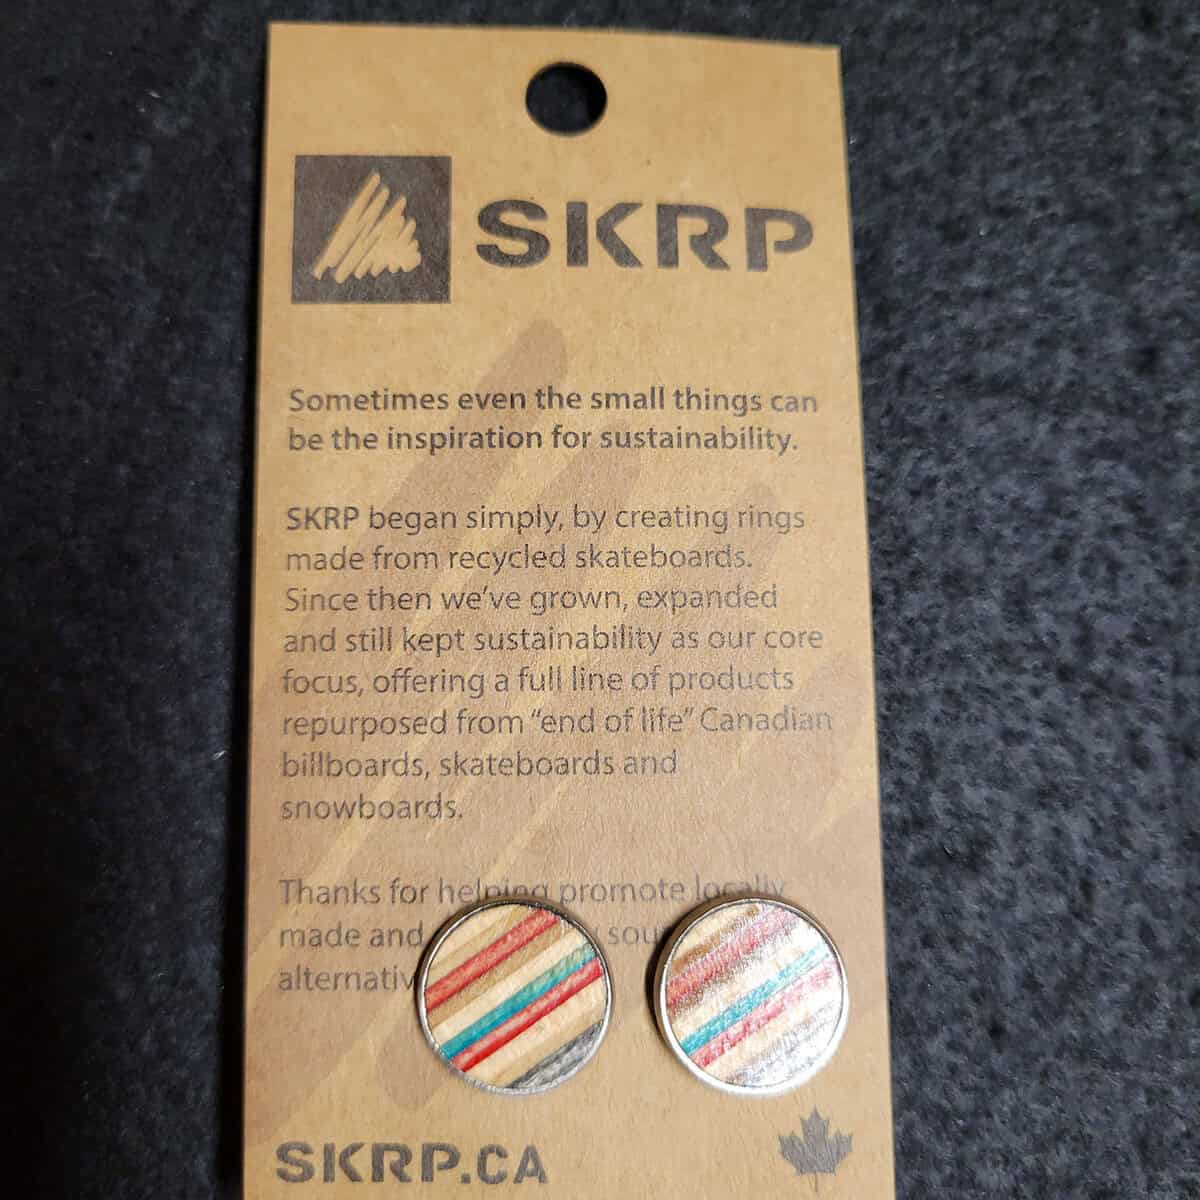 SKRP
Sometimes even the small things can
be the inspiration for sustainability.
SKRP began simply, by creating rings
made from recycled skateboards.
Since then we've grown, expanded
and still kept sustainability as our core
focus, offering a full line of products
repurposed from "end of life" Canadian
billboards, skateboards and
snowboards.
Thanks for helping promote locally
made and
SKRP.CA